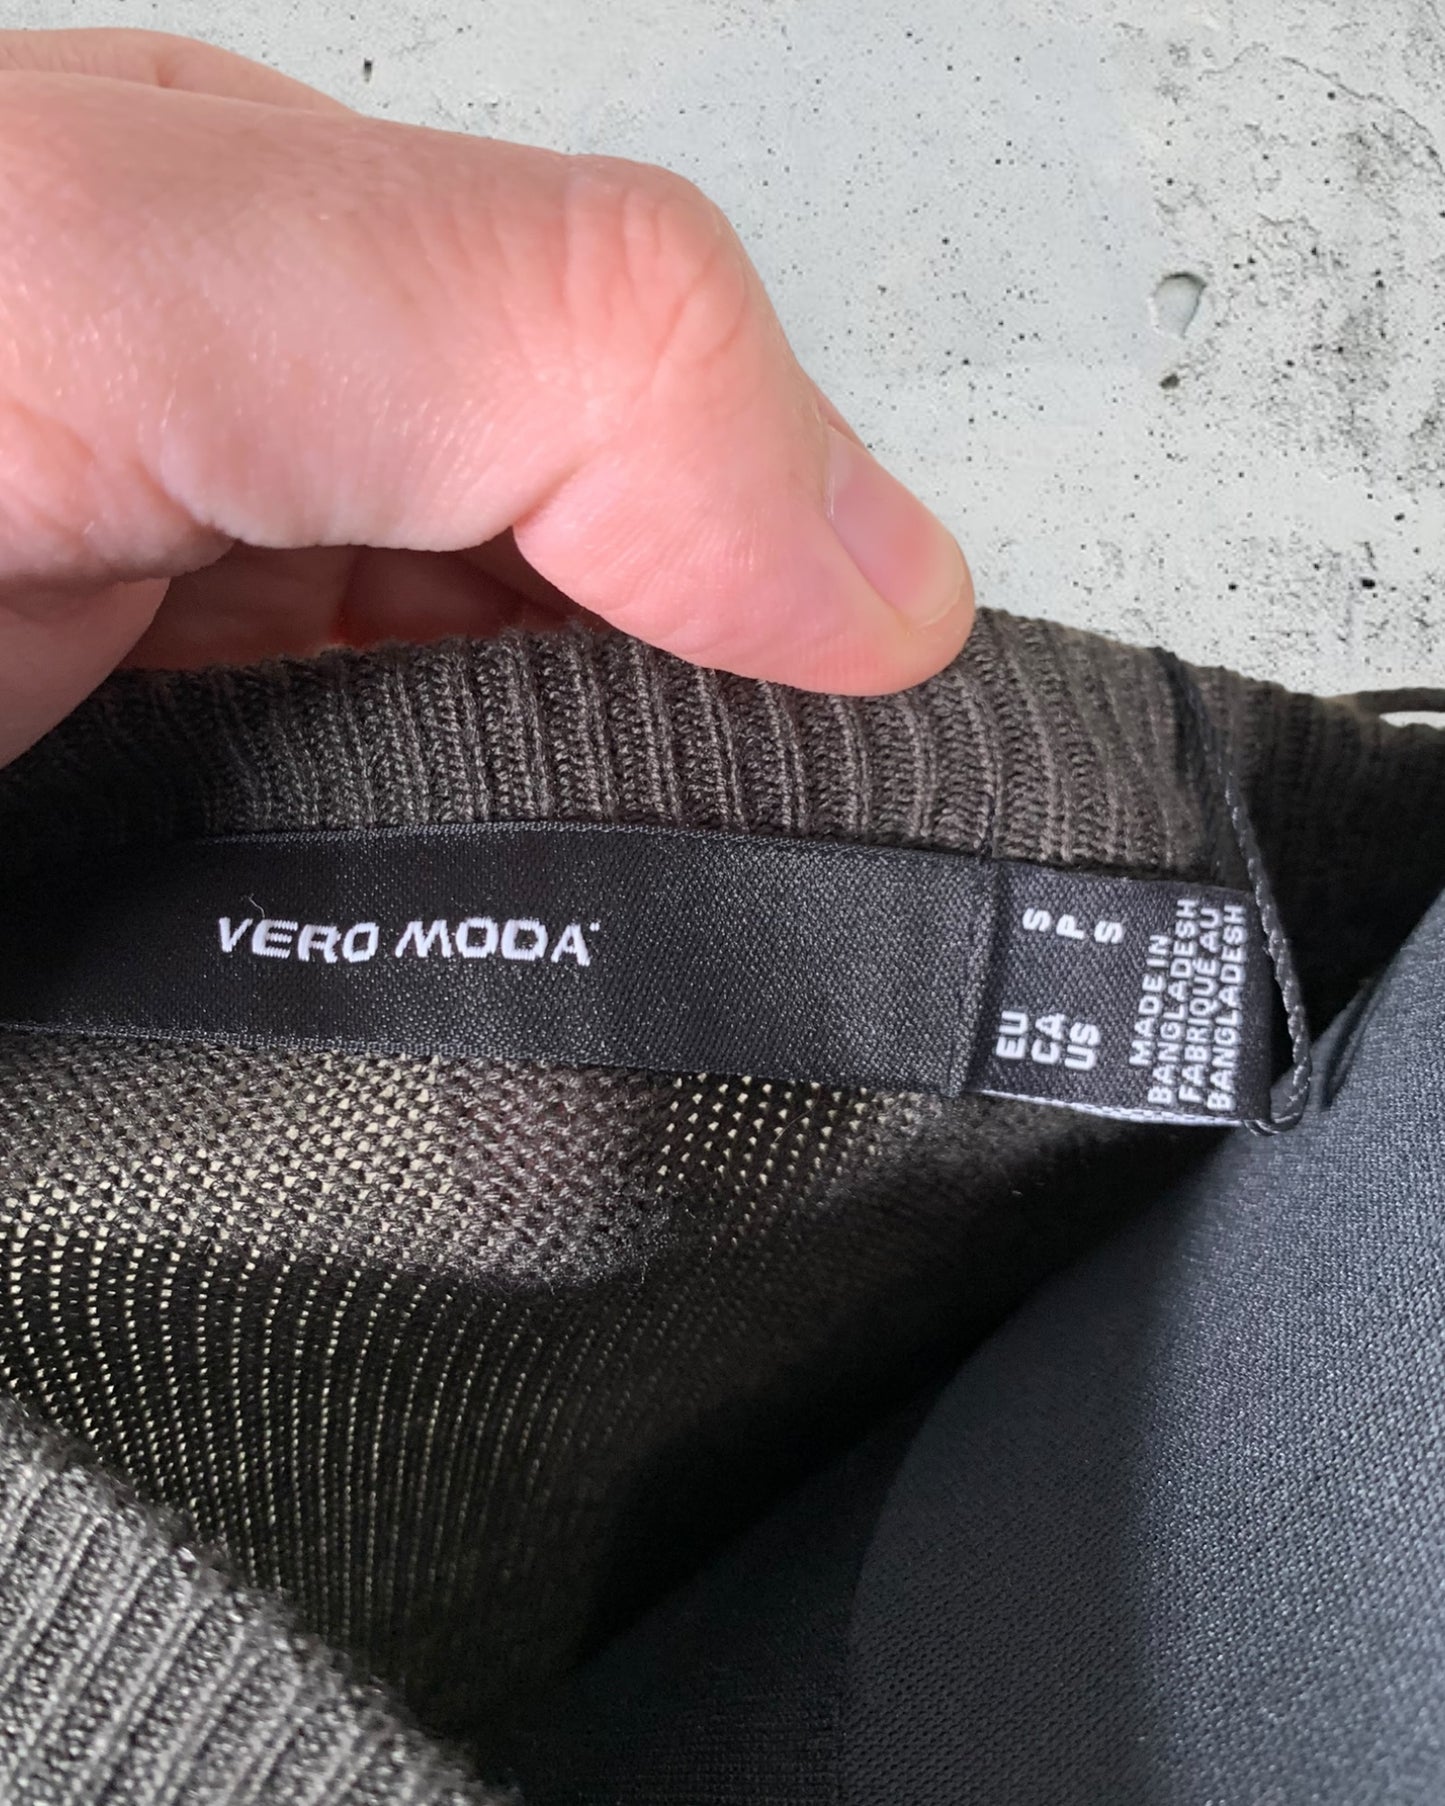 VERO MODA
EU S
CA P
US S
MADE IN
BANGLADESH
FABRIQUÉ AU
BANGLADESH